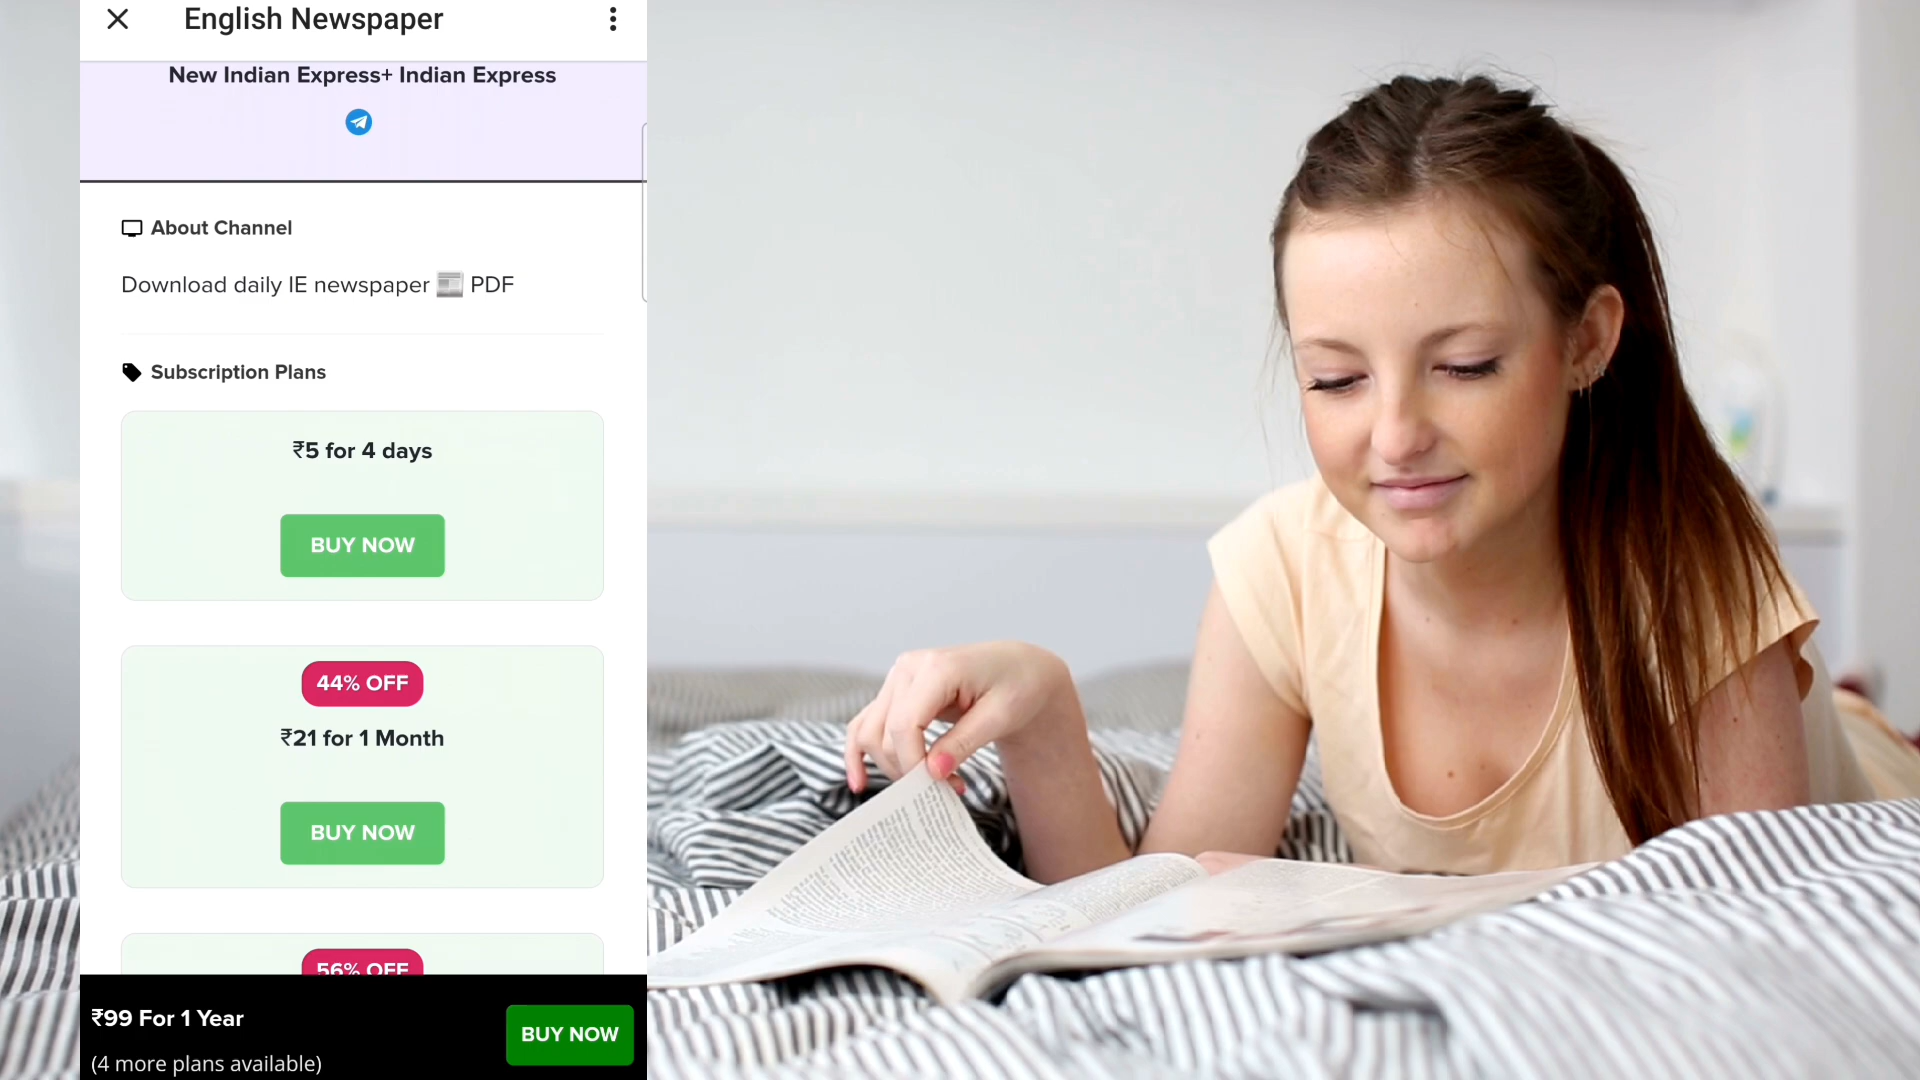 English Newspaper
New Indian Express+ Indian Express
About Channel
Download daily IE newspaper 📰 PDF
Subscription Plans
₹5 for 4 days
BUY NOW
44% OFF
₹21 for 1 Month
BUY NOW
56% OFF
₹99 For 1 Year
BUY NOW
(4 more plans available)